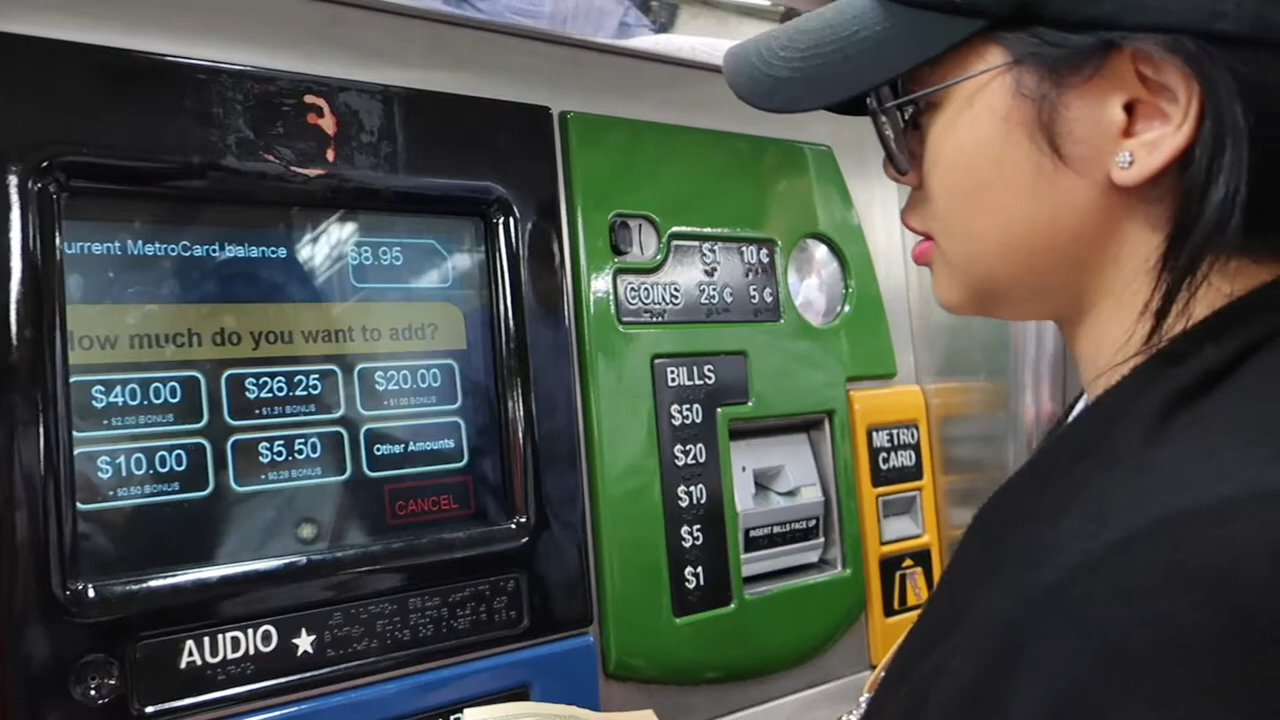 urrent MetroCard balance $8.95
How much do you want to add?
$40.00 $26.25 $20.00
+ $2.00 BONUS + $1.31 BONUS + $1.00 BONUS
$10.00 $5.50 Other Amounts
+ $0.50 BONUS + $0.28 BONUS
CANCEL
AUDIO
$1 10¢
COINS 25¢ 5¢
BILLS
$50
$20
$10
$5
$1
INSERT BILLS FACE UP
METRO
CARD